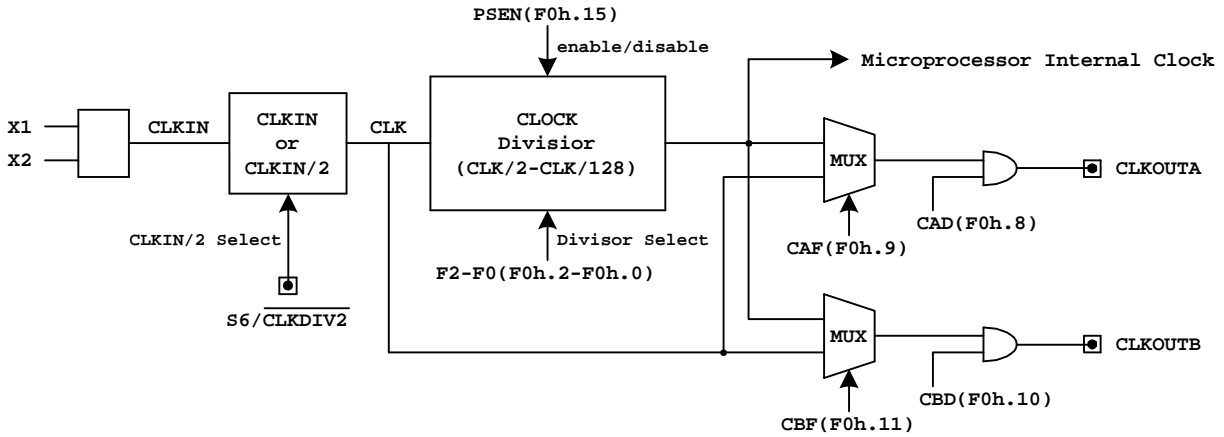 PSEN(F0h.15)
enable/disable
Microprocessor Internal Clock
X1
X2
CLKIN
CLKIN
or
CLKIN/2
CLK
CLOCK
Divisior
(CLK/2-CLK/128)
MUX
CLKOUTA
CAD(F0h.8)
CAF(F0h.9)
CLKIN/2 Select
Divisor Select
F2-F0(F0h.2-F0h.0)
S6/CLKDIV2
MUX
CLKOUTB
CBD(F0h.10)
CBF(F0h.11)